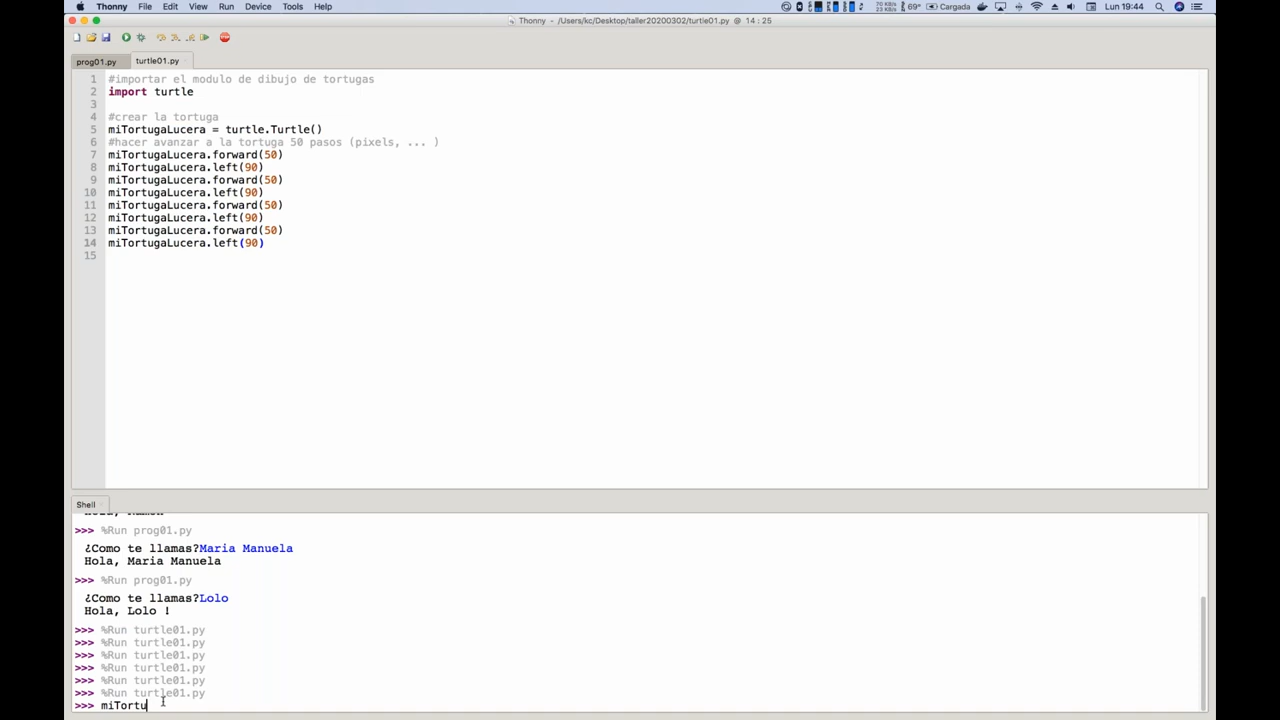 Thonny File Edit View Run Device Tools Help 70 KB/s 23 KB/s 69° Cargada Lun 19:44
Thonny - /Users/kc/Desktop/taller20200302/turtle01.py @ 14 : 25
prog01.py turtle01.py
1 #importar el modulo de dibujo de tortugas
2 import turtle
3
4 #crear la tortuga
5 miTortugaLucera = turtle.Turtle()
6 #hacer avanzar a la tortuga 50 pasos (pixels, ... )
7 miTortugaLucera.forward(50)
8 miTortugaLucera.left(90)
9 miTortugaLucera.forward(50)
10 miTortugaLucera.left(90)
11 miTortugaLucera.forward(50)
12 miTortugaLucera.left(90)
13 miTortugaLucera.forward(50)
14 miTortugaLucera.left(90)
15
Shell
>>> %Run prog01.py
¿Como te llamas?Maria Manuela
Hola, Maria Manuela
>>> %Run prog01.py
¿Como te llamas?Lolo
Hola, Lolo !
>>> %Run turtle01.py
>>> %Run turtle01.py
>>> %Run turtle01.py
>>> %Run turtle01.py
>>> %Run turtle01.py
>>> %Run turtle01.py
>>> miTortu